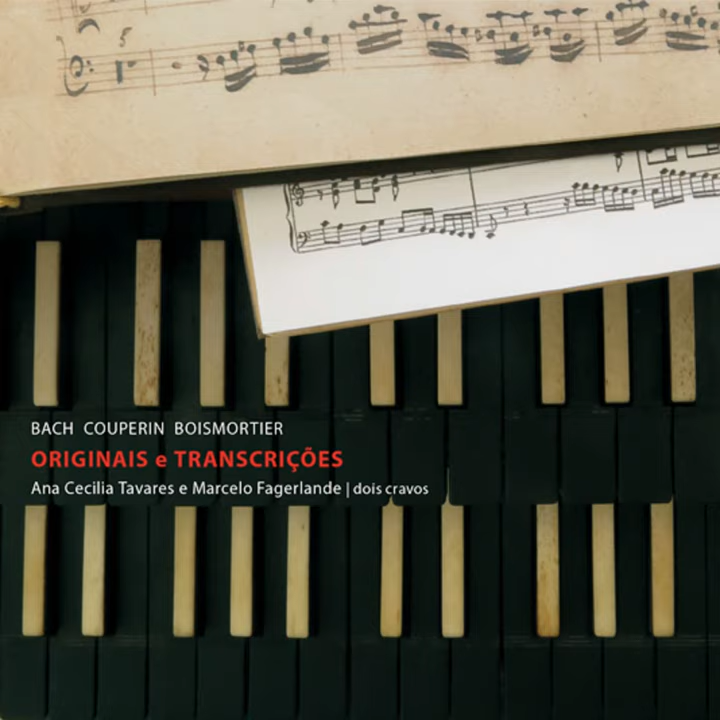 BACH COUPERIN BOISMORTIER
ORIGINAIS e TRANSCRIÇÕES
Ana Cecilia Tavares e Marcelo Fagerlande | dois cravos